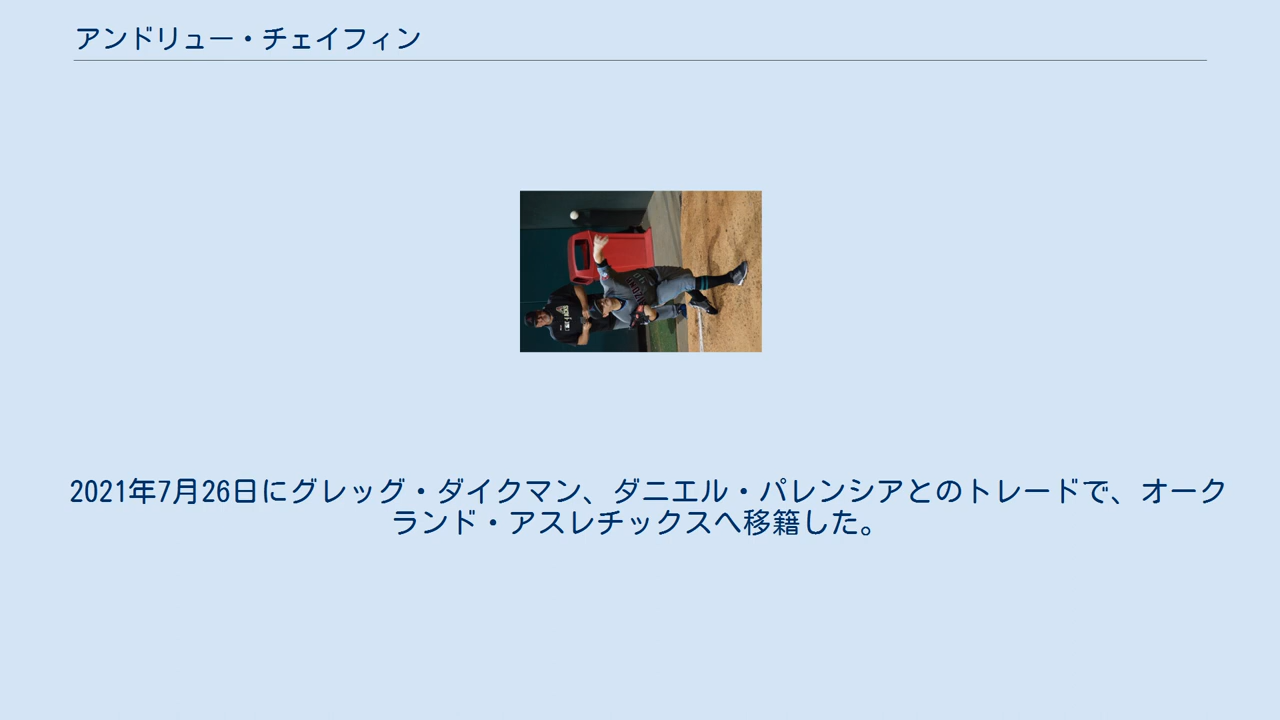 アンドリュー・チェイフィン
2021年7月26日にグレッグ・ダイクマン、ダニエル・パレンシアとのトレードで、オーク
ランド・アスレチックスへ移籍した。